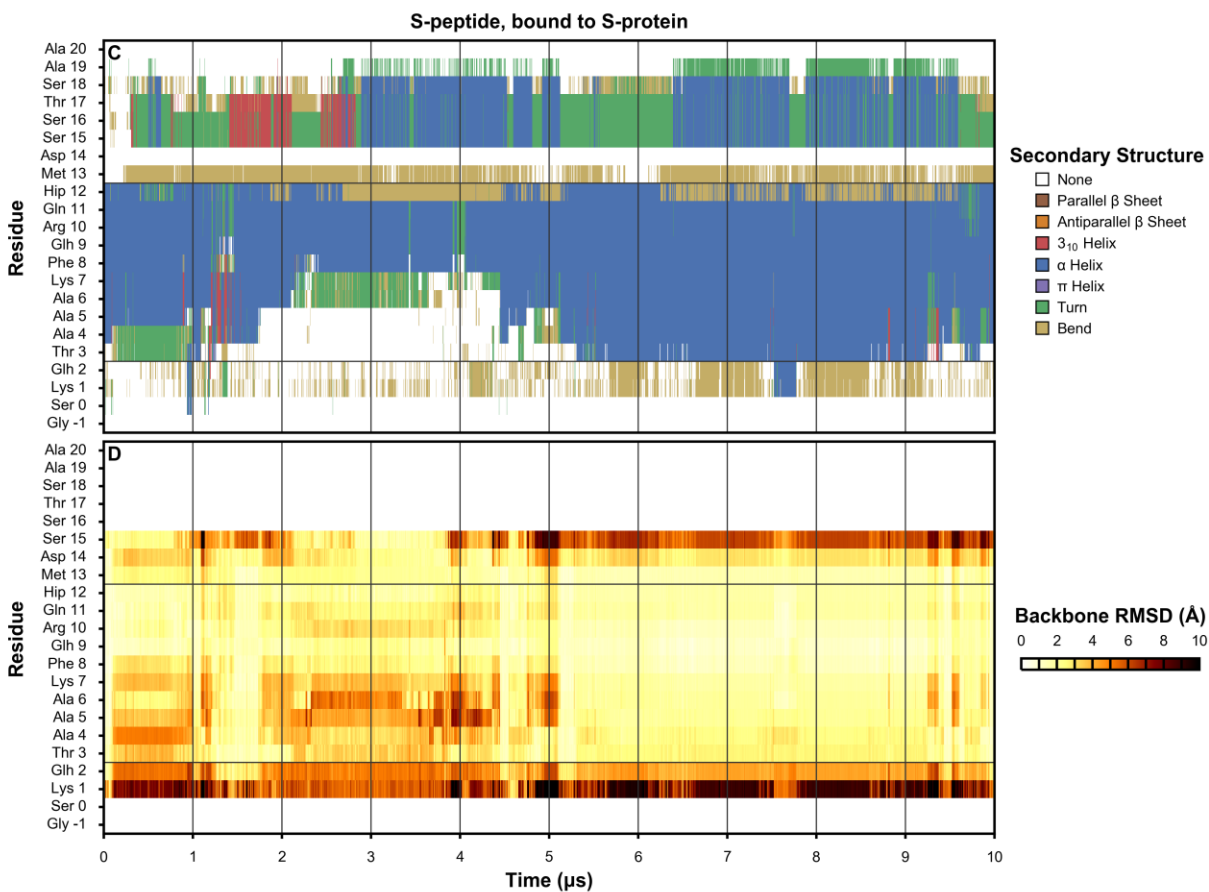 S-peptide, bound to S-protein
C
Ala 20
Ala 19
Ser 18
Thr 17
Ser 16
Ser 15
Asp 14
Met 13
Hip 12
Gln 11
Arg 10
Glh 9
Phe 8
Lys 7
Ala 6
Ala 5
Ala 4
Thr 3
Glh 2
Lys 1
Ser 0
Gly -1
Residue
Secondary Structure
None
Parallel β Sheet
Antiparallel β Sheet
3₁₀ Helix
α Helix
π Helix
Turn
Bend
D
Ala 20
Ala 19
Ser 18
Thr 17
Ser 16
Ser 15
Asp 14
Met 13
Hip 12
Gln 11
Arg 10
Glh 9
Phe 8
Lys 7
Ala 6
Ala 5
Ala 4
Thr 3
Glh 2
Lys 1
Ser 0
Gly -1
Residue
Backbone RMSD (Å)
0 2 4 6 8 10
0 1 2 3 4 5 6 7 8 9 10
Time (μs)